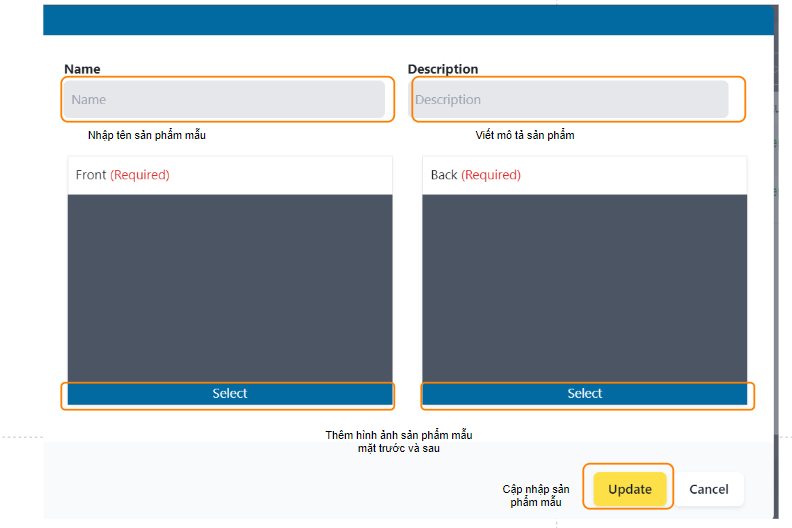 Name
Description
Name
Description
Nhập tên sản phẩm mẫu
Viết mô tả sản phẩm
Front (Required)
Back (Required)
Select
Select
Thêm hình ảnh sản phẩm mẫu
mặt trước và sau
Cập nhập sản
phẩm mẫu
Update
Cancel